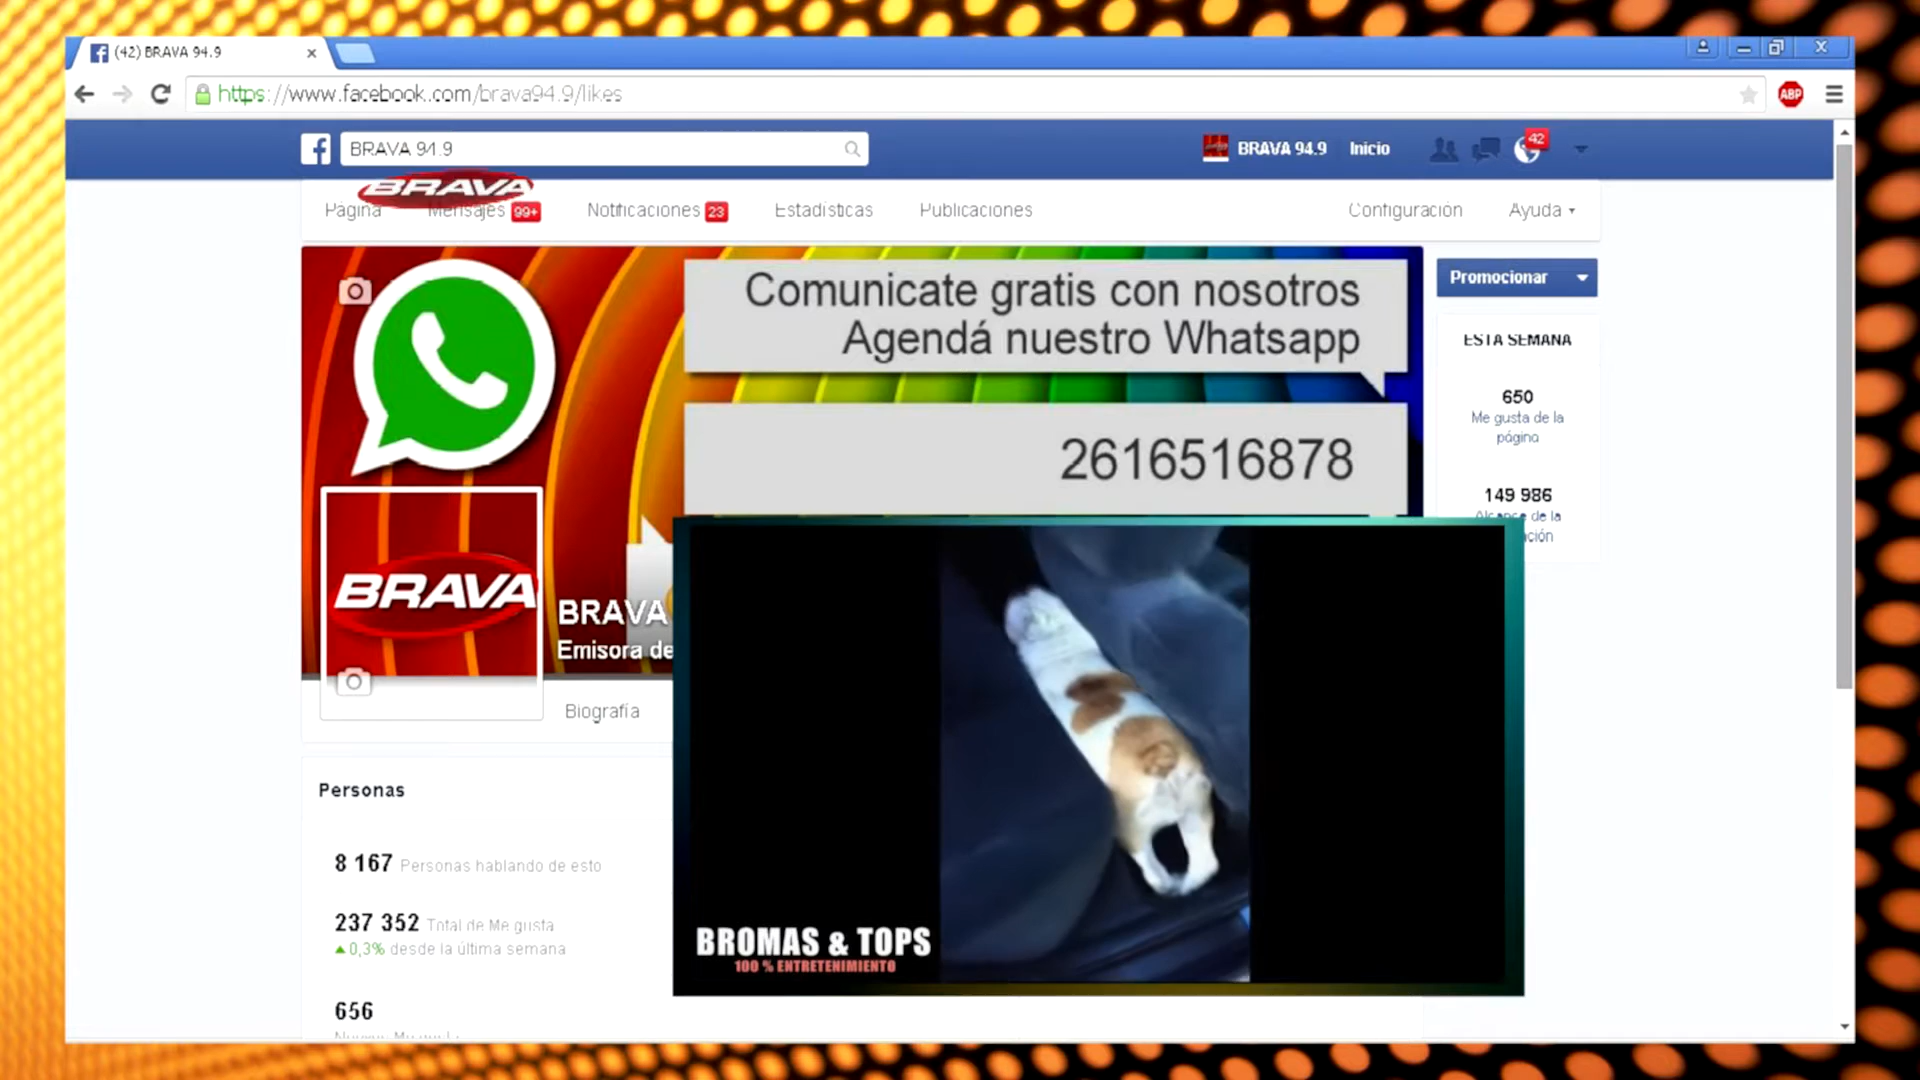 (42) BRAVA 94.9
https://www.facebook.com/brava94.9/likes
ABP
BRAVA 94.9
BRAVA 94.9
Inicio
42
BRAVA
Página
Mensajes 99+
Notificaciones 23
Estadísticas
Publicaciones
Configuración
Ayuda
Comunicate gratis con nosotros
Agendá nuestro Whatsapp
2616516878
Promocionar
ESTA SEMANA
650
Me gusta de la
página
149 986
Alcance de la
BRAVA
BRAVA
Emisora de
Biografía
Personas
8 167 Personas hablando de esto
237 352 Total de Me gusta
0,3% desde la última semana
656
BROMAS & TOPS
100 % ENTRETENIMIENTO